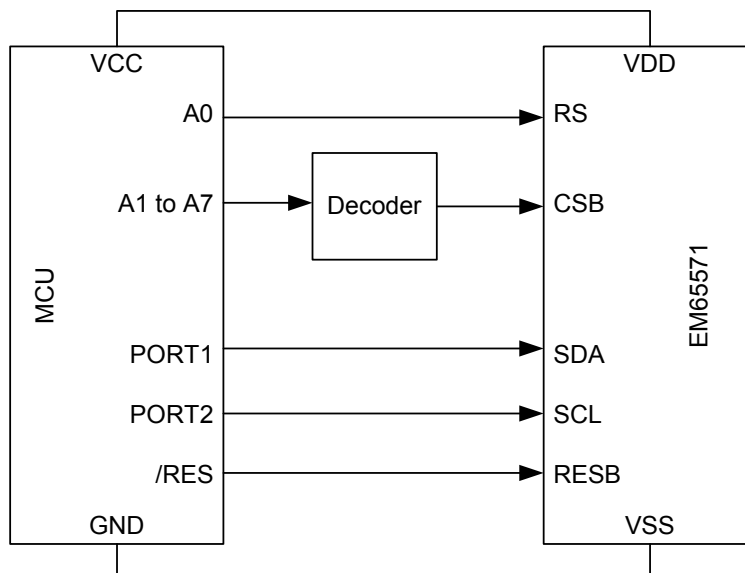 VCC
VDD
A0
RS
A1 to A7
Decoder
CSB
MCU
EM65571
PORT1
SDA
PORT2
SCL
/RES
RESB
GND
VSS